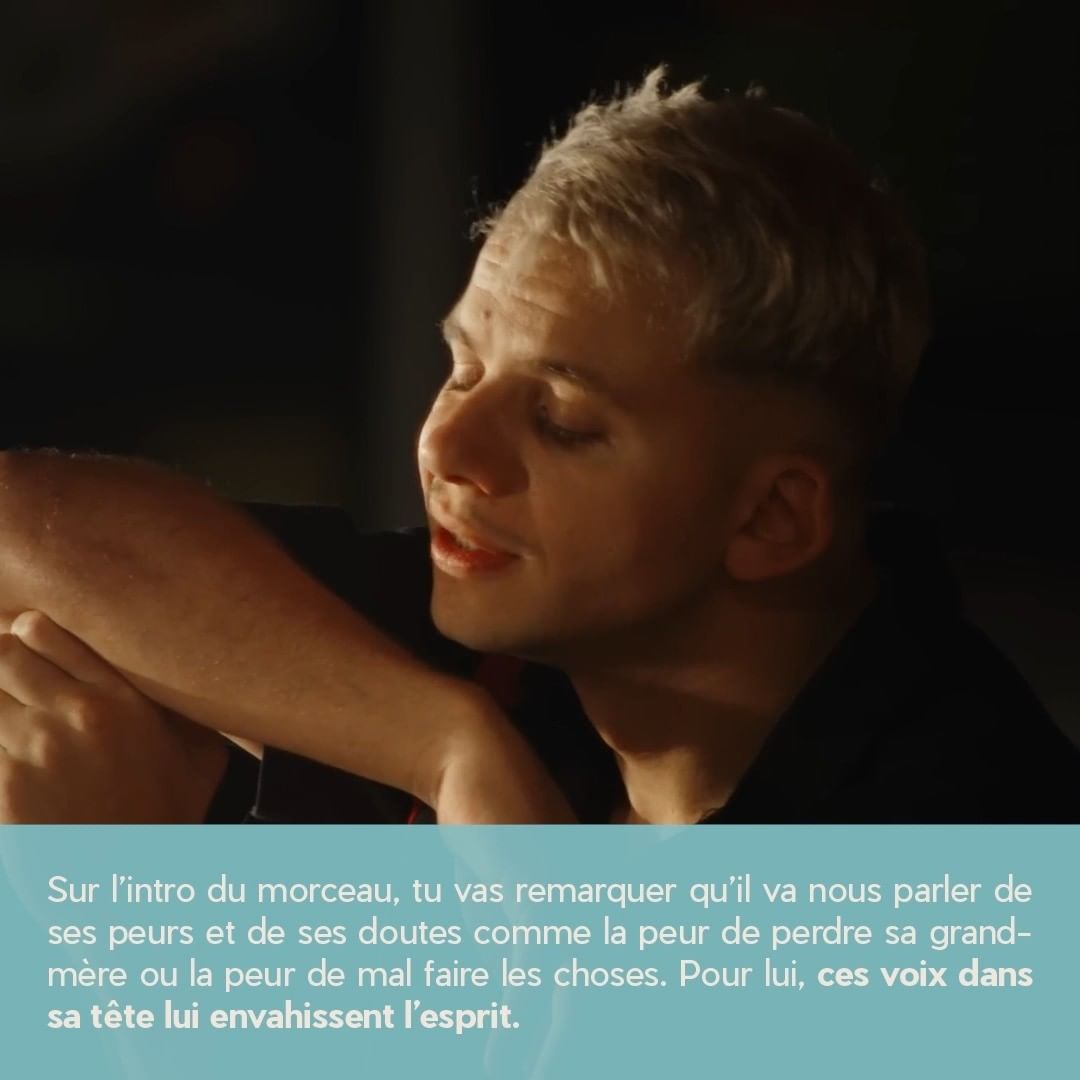 Sur l’intro du morceau, tu vas remarquer qu’il va nous parler de
ses peurs et de ses doutes comme la peur de perdre sa grand-
mère ou la peur de mal faire les choses. Pour lui, ces voix dans
sa tête lui envahissent l’esprit.